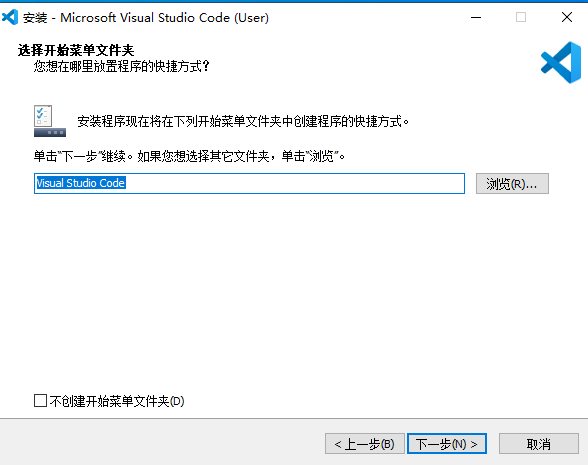 安装 - Microsoft Visual Studio Code (User)
选择开始菜单文件夹
您想在哪里放置程序的快捷方式?
安装程序现在将在下列开始菜单文件夹中创建程序的快捷方式。
单击“下一步”继续。如果您想选择其它文件夹，单击“浏览”。
Visual Studio Code
浏览(R)...
不创建开始菜单文件夹(D)
< 上一步(B)
下一步(N) >
取消